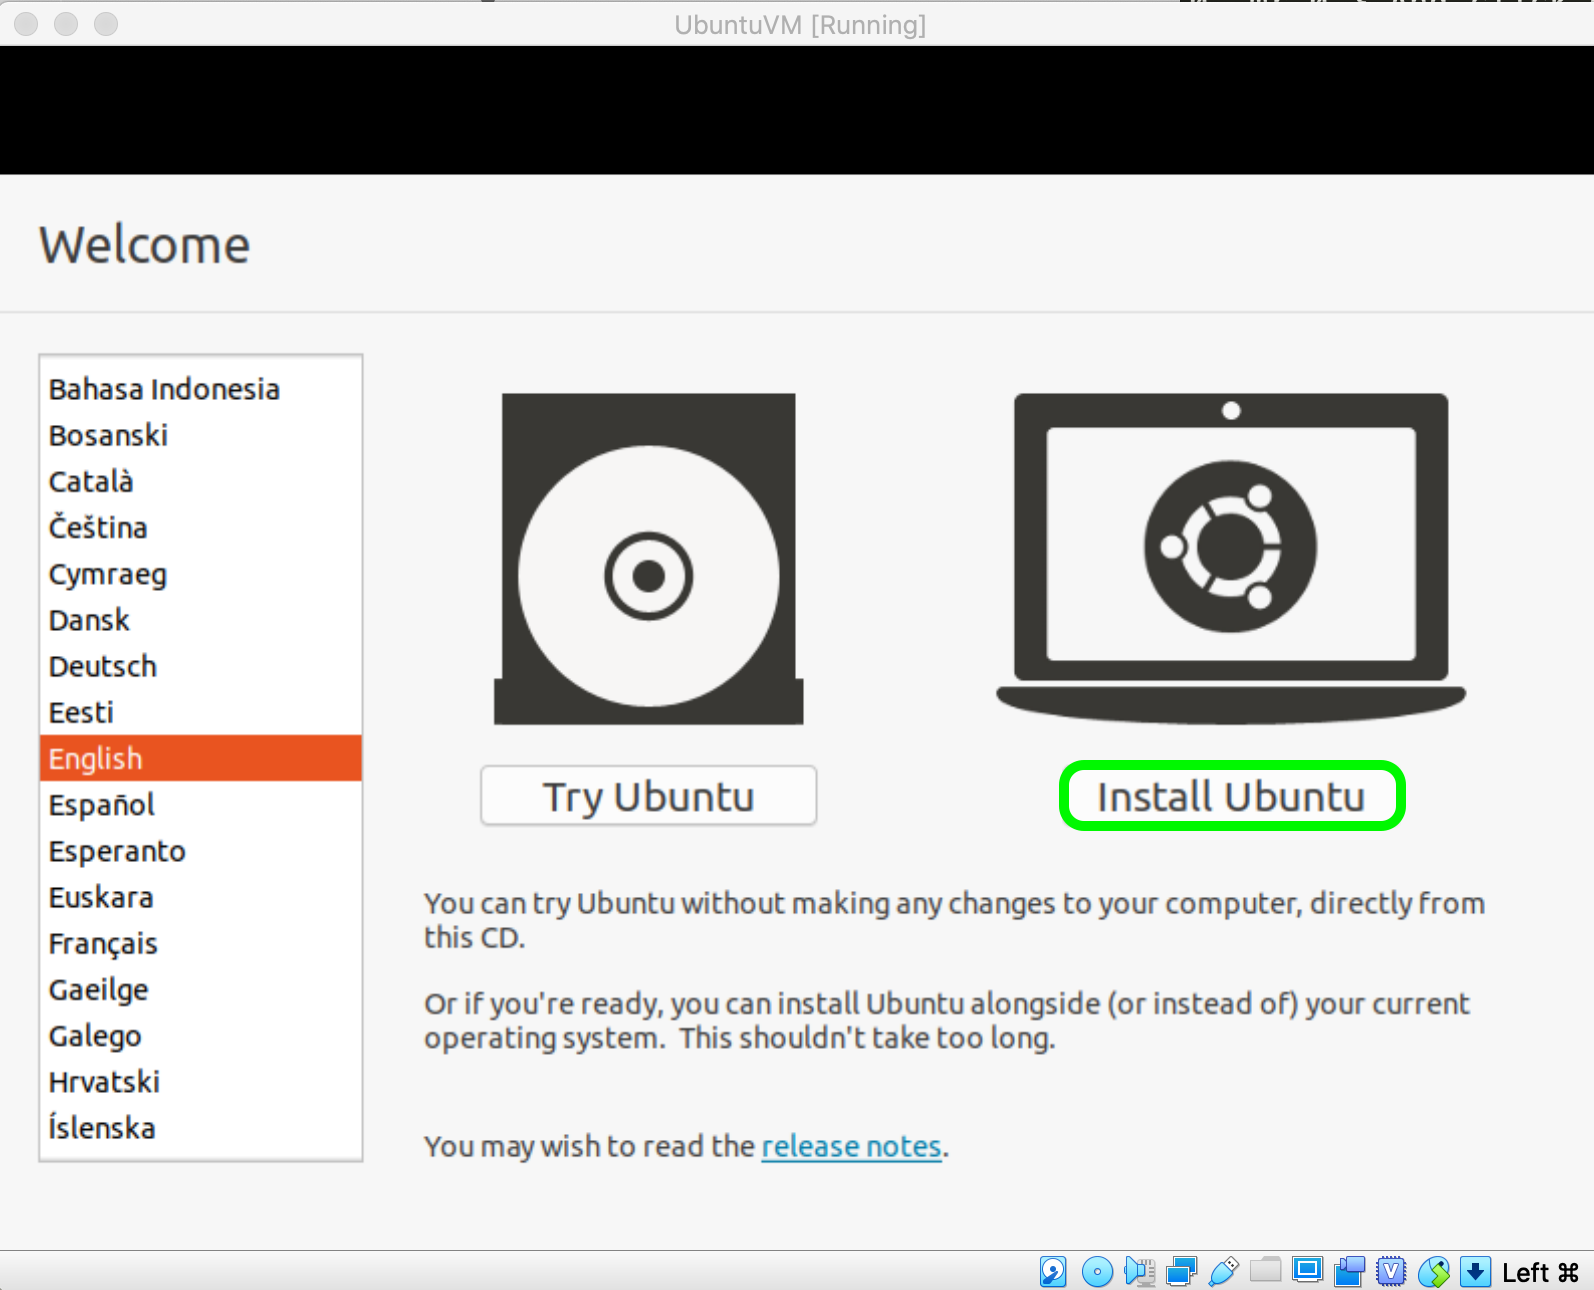 UbuntuVM [Running]
Welcome
Bahasa Indonesia
Bosanski
Català
Čeština
Cymraeg
Dansk
Deutsch
Eesti
English
Español
Esperanto
Euskara
Français
Gaeilge
Galego
Hrvatski
Íslenska
Try Ubuntu
Install Ubuntu
You can try Ubuntu without making any changes to your computer, directly from
this CD.
Or if you're ready, you can install Ubuntu alongside (or instead of) your current
operating system.  This shouldn't take too long.
You may wish to read the release notes.
V
Left ⌘